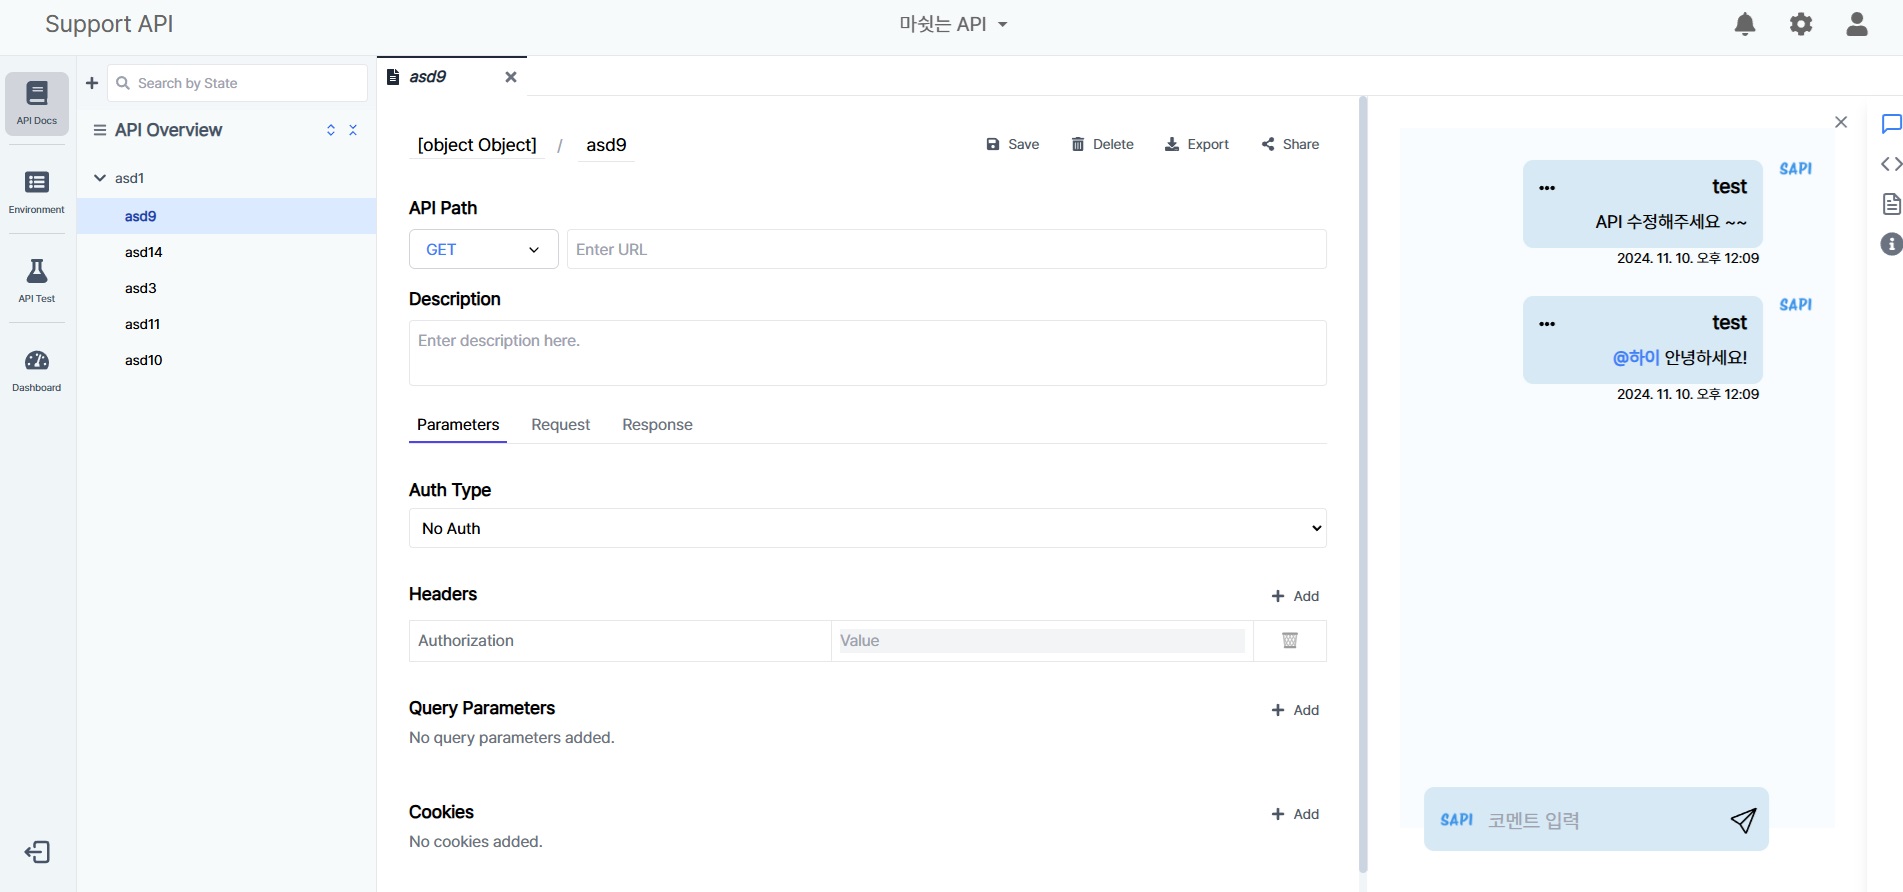 Support API
마쉿는 API
API Docs
Environment
API Test
Dashboard
Search by State
API Overview
asd1
asd9
asd14
asd3
asd11
asd10
asd9
[object Object] / asd9
Save
Delete
Export
Share
API Path
GET
Enter URL
Description
Enter description here.
Parameters
Request
Response
Auth Type
No Auth
Headers
Add
Authorization
Value
Query Parameters
Add
No query parameters added.
Cookies
Add
No cookies added.
SAPI
test
API 수정해주세요 ~~
2024. 11. 10. 오후 12:09
SAPI
test
@하이 안녕하세요!
2024. 11. 10. 오후 12:09
SAPI
코멘트 입력